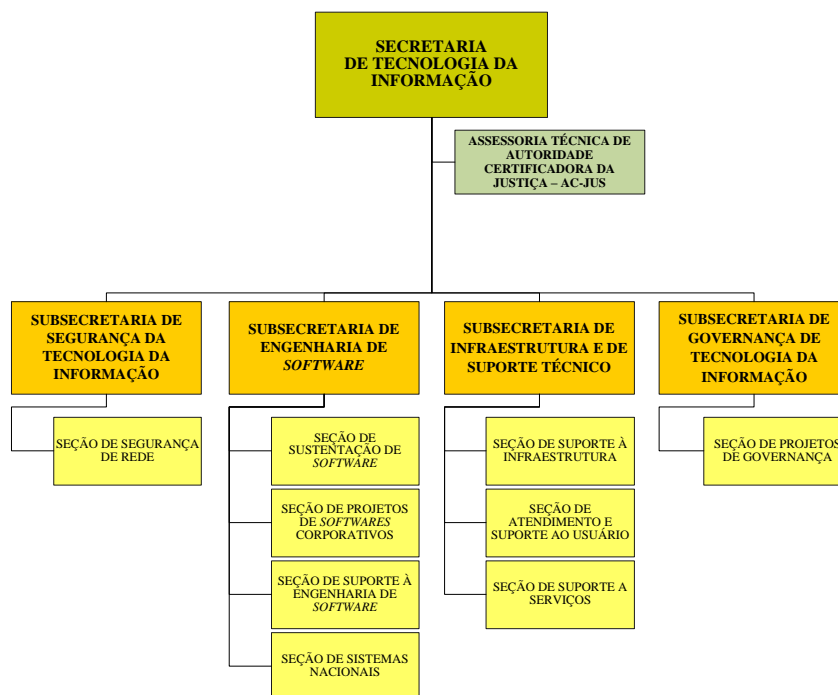 SECRETARIA
DE TECNOLOGIA DA
INFORMAÇÃO
ASSESSORIA TÉCNICA DE
AUTORIDADE
CERTIFICADORA DA
JUSTIÇA – AC-JUS
SUBSECRETARIA DE
SEGURANÇA DA
TECNOLOGIA DA
INFORMAÇÃO
SUBSECRETARIA DE
ENGENHARIA DE
SOFTWARE
SUBSECRETARIA DE
INFRAESTRUTURA E DE
SUPORTE TÉCNICO
SUBSECRETARIA DE
GOVERNANÇA DE
TECNOLOGIA DA
INFORMAÇÃO
SEÇÃO DE SEGURANÇA
DE REDE
SEÇÃO DE
SUSTENTAÇÃO DE
SOFTWARE
SEÇÃO DE PROJETOS
DE SOFTWARES
CORPORATIVOS
SEÇÃO DE SUPORTE À
ENGENHARIA DE
SOFTWARE
SEÇÃO DE SISTEMAS
NACIONAIS
SEÇÃO DE SUPORTE À
INFRAESTRUTURA
SEÇÃO DE
ATENDIMENTO E
SUPORTE AO USUÁRIO
SEÇÃO DE SUPORTE A
SERVIÇOS
SEÇÃO DE PROJETOS
DE GOVERNANÇA